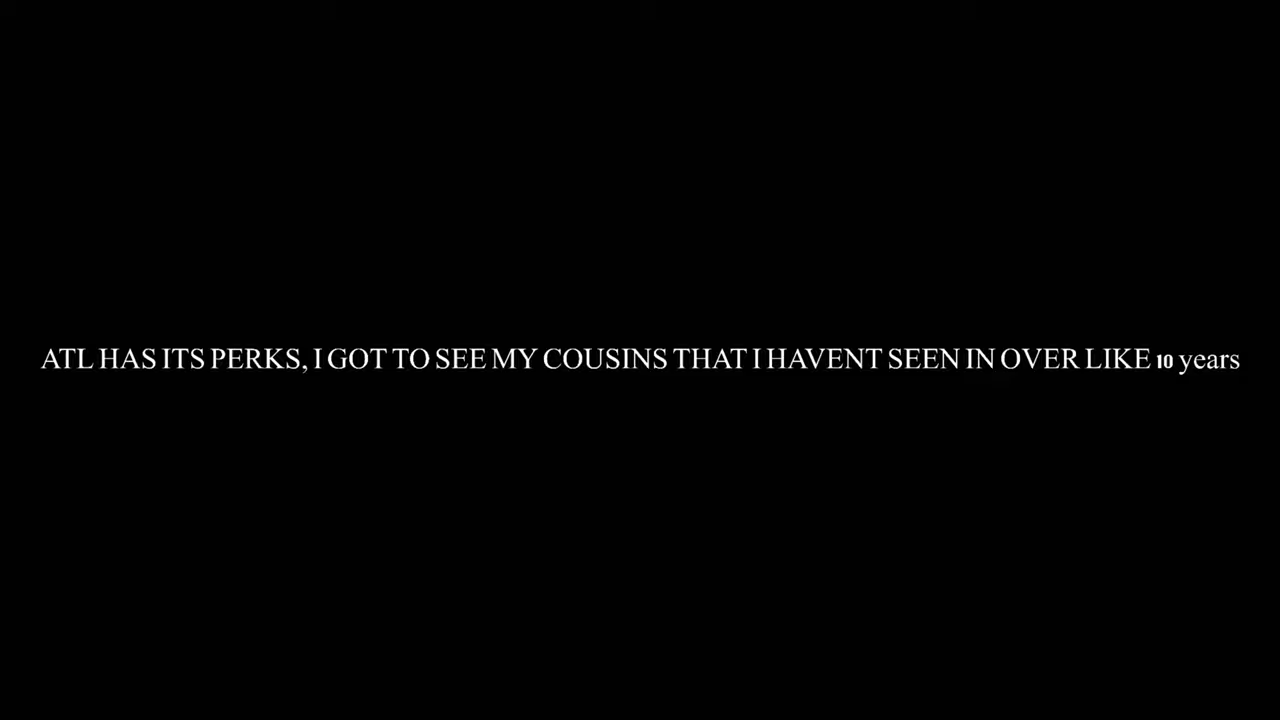 ATL HAS ITS PERKS, I GOT TO SEE MY COUSINS THAT I HAVENT SEEN IN OVER LIKE 10 years